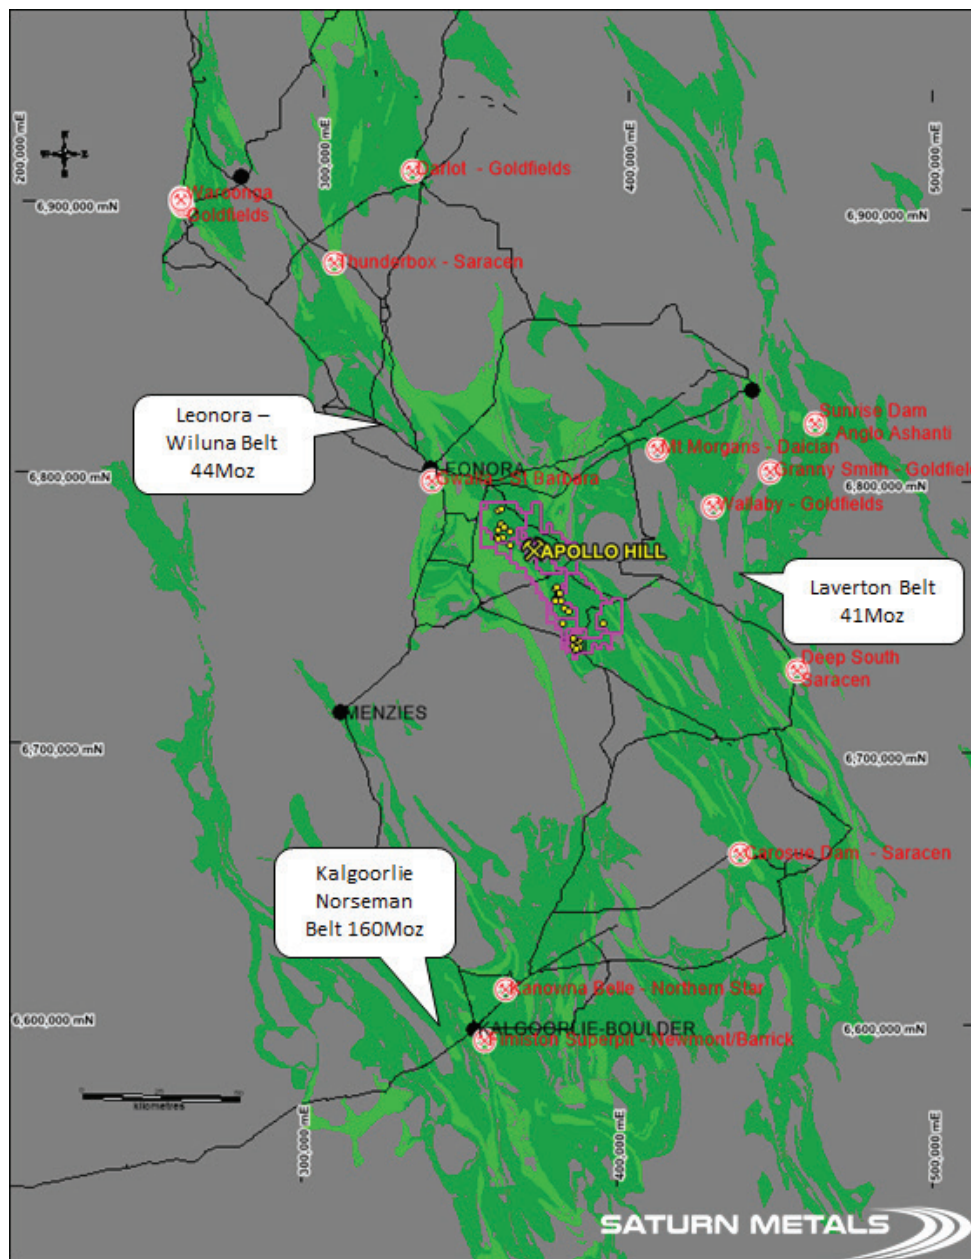 200,000 mE
300,000 mE
400,000 mE
500,000 mE
6,900,000 mN
6,900,000 mN
Waroonga
Goldfields
Darlot - Goldfields
Thunderbox - Saracen
Leonora –
Wiluna Belt
44Moz
Sunrise Dam
Anglo Ashanti
Mt Morgans - Dacian
Granny Smith - Goldfiel
LEONORA
Gwalia - St Barbara
6,800,000 mN
6,800,000 mN
Wallaby - Goldfields
APOLLO HILL
Laverton Belt
41Moz
Deep South
Saracen
MENZIES
6,700,000 mN
6,700,000 mN
Carosue Dam - Saracen
Kalgoorlie
Norseman
Belt 160Moz
Kanowna Belle - Northern Star
6,600,000 mN
KALGOORLIE-BOULDER
6,600,000 mN
Fimiston Superpit - Newmont/Barrick
kilometres
300,000 mE
400,000 mE
500,000 mE
SATURN METALS